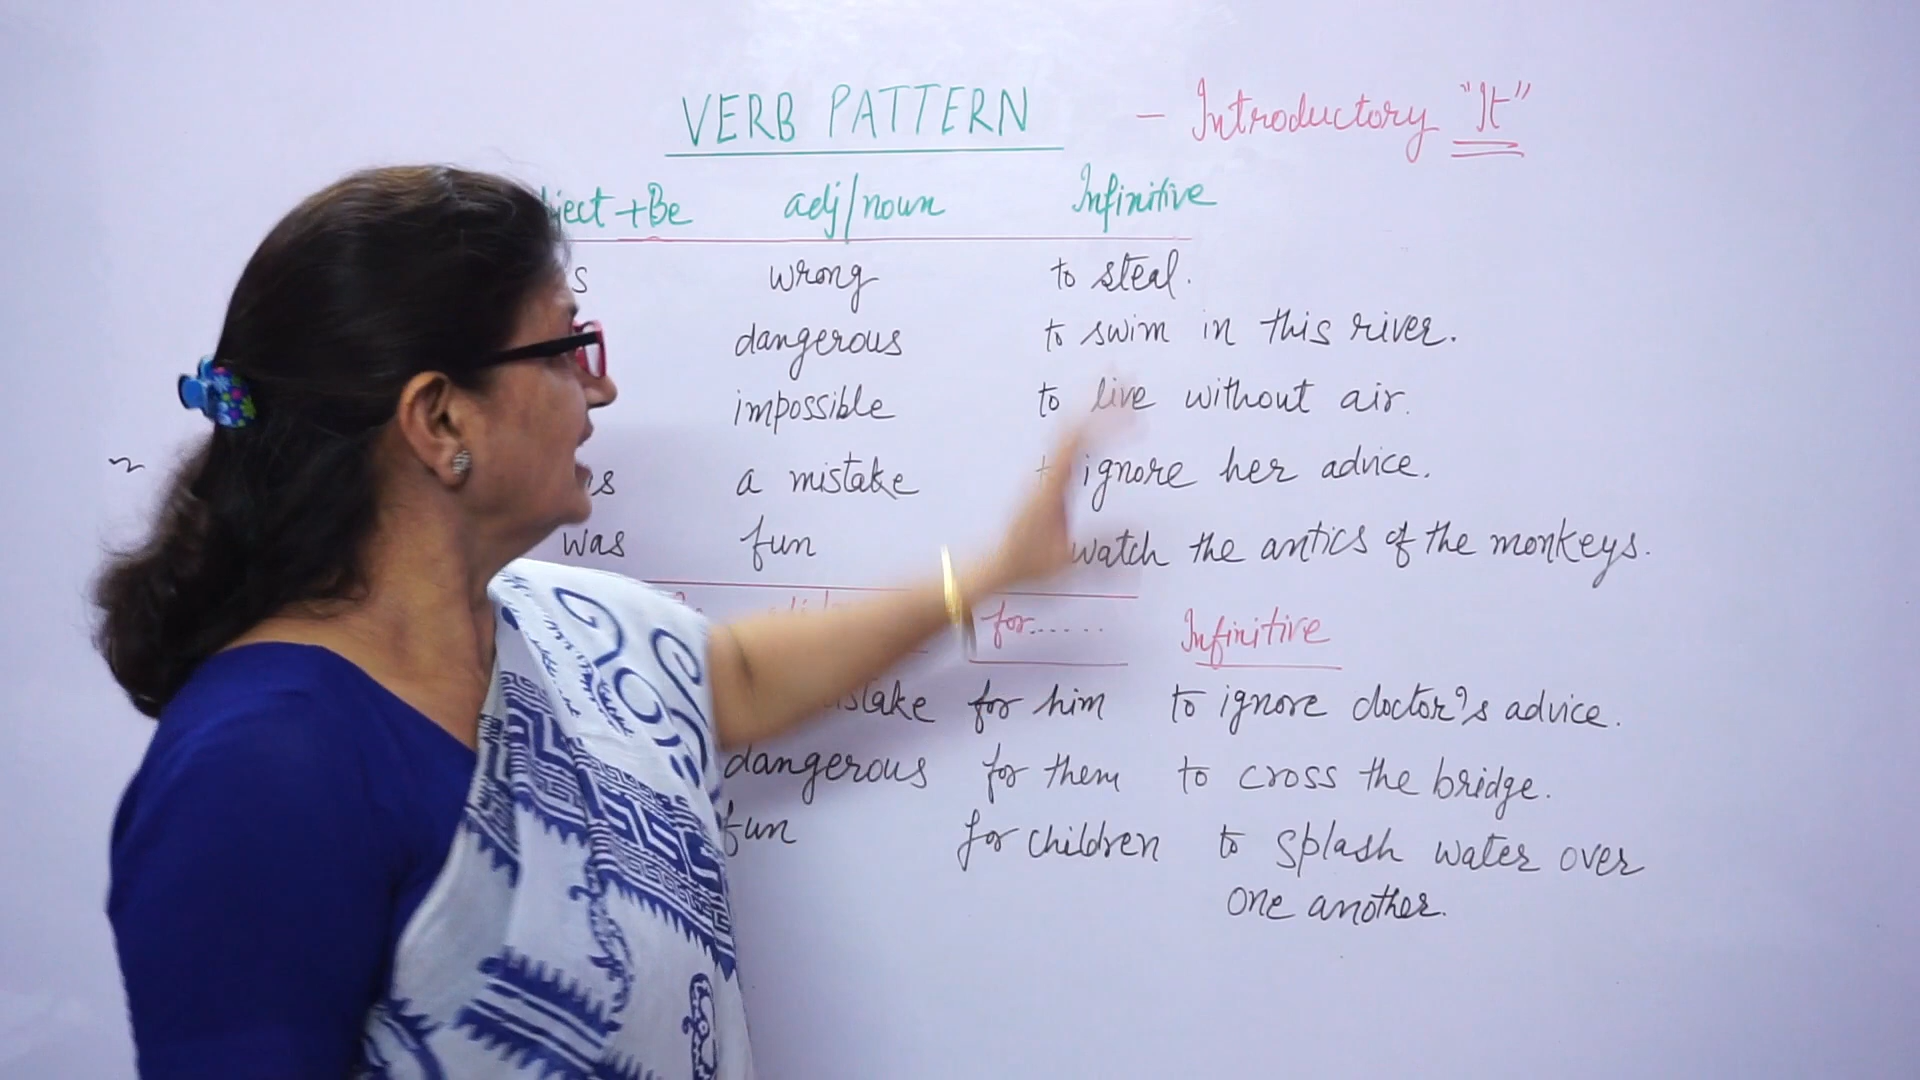 VERB PATTERN - Introductory "It"
+Be adj/noun Infinitive
wrong to steal.
dangerous to swim in this river.
impossible to live without air.
a mistake ignore her advice.
was fun watch the antics of the monkeys.
for...... Infinitive
for him to ignore doctor's advice.
dangerous for them to cross the bridge.
fun for children to splash water over
one another.